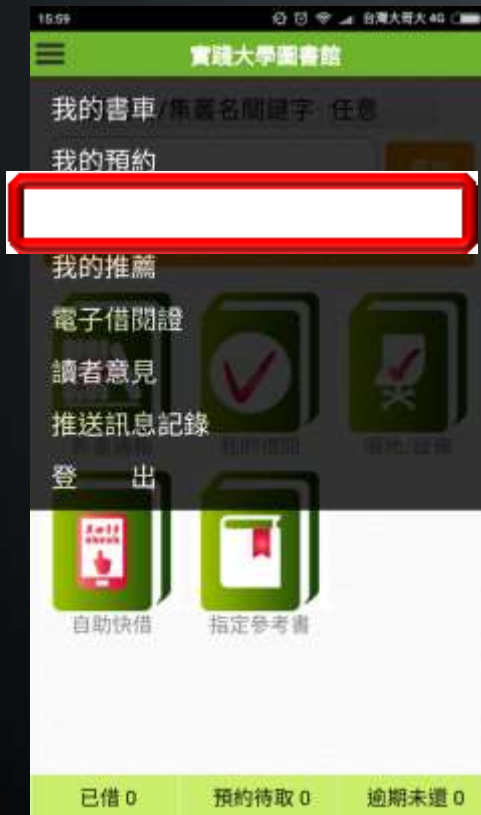 15:59 台灣大哥大 4G
實踐大學圖書館
我的書車/集叢名關鍵字 任意
我的預約
我的推薦
電子借閱證
讀者意見
推送訊息記錄
登 出
Self check
自助快借 指定參考書
已借 0 預約待取 0 逾期未還 0